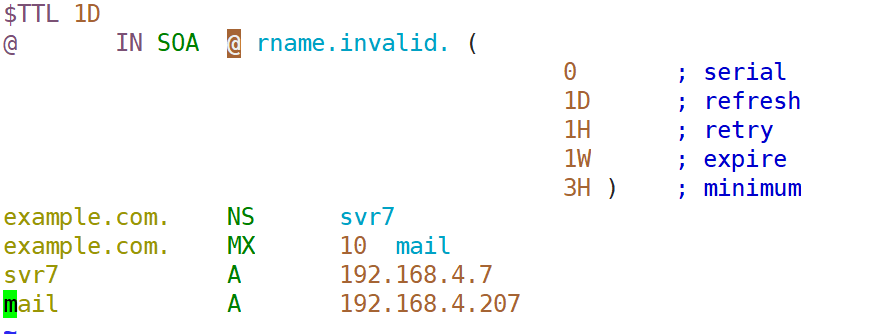 $TTL 1D
@       IN SOA  @ rname.invalid. (
                                        0       ; serial
                                        1D      ; refresh
                                        1H      ; retry
                                        1W      ; expire
                                        3H )    ; minimum
example.com.    NS      svr7
example.com.    MX      10  mail
svr7            A       192.168.4.7
mail            A       192.168.4.207
~